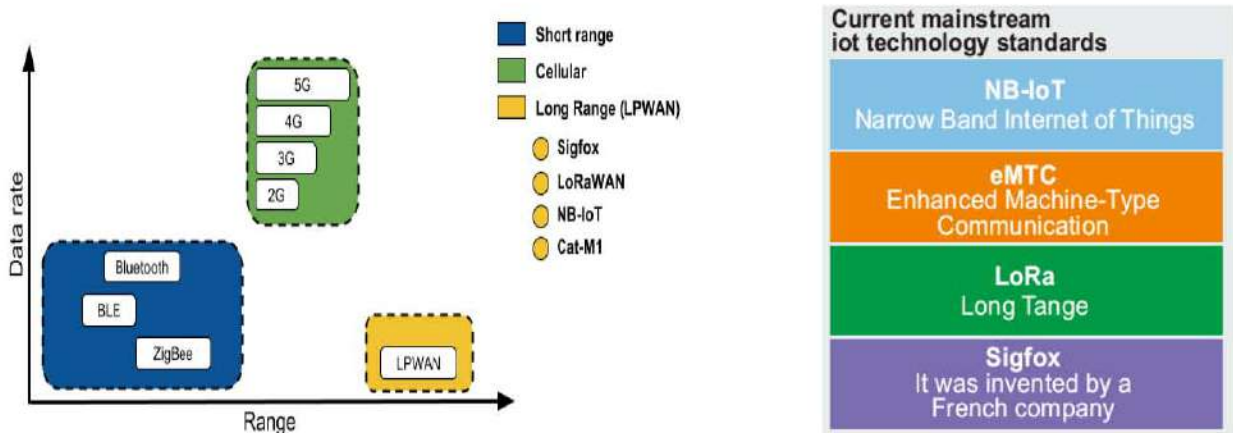 Data rate
Range
5G
4G
3G
2G
Bluetooth
BLE
ZigBee
LPWAN
Short range
Cellular
Long Range (LPWAN)
Sigfox
LoRaWAN
NB-IoT
Cat-M1
Current mainstream
iot technology standards
NB-IoT
Narrow Band Internet of Things
eMTC
Enhanced Machine-Type
Communication
LoRa
Long Tange
Sigfox
It was invented by a
French company